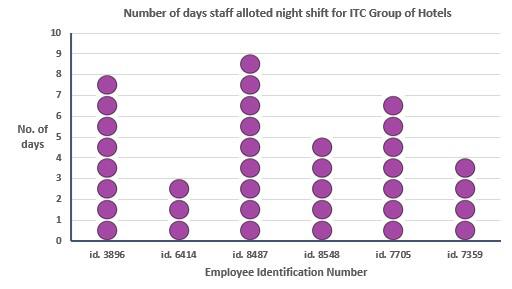 Number of days staff alloted night shift for ITC Group of Hotels
10
9
8
7
6
5
4
3
2
1
0
No. of
days
id. 3896 id. 6414 id. 8487 id. 8548 id. 7705 id. 7359
Employee Identification Number